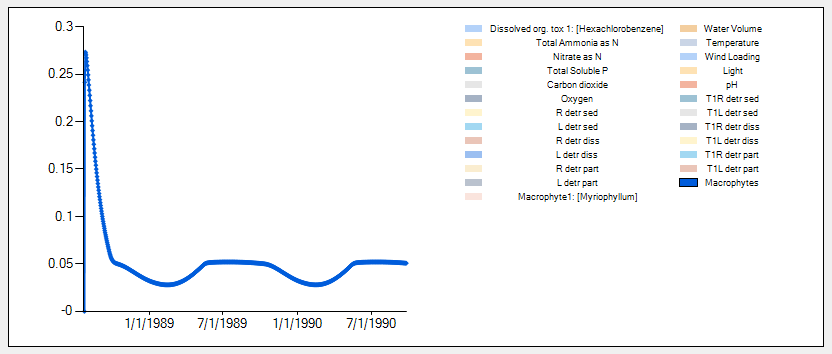 0.3
0.25
0.2
0.15
0.1
0.05
-0
1/1/1989
7/1/1989
1/1/1990
7/1/1990
Dissolved org. tox 1: [Hexachlorobenzene]
Total Ammonia as N
Nitrate as N
Total Soluble P
Carbon dioxide
Oxygen
R detr sed
L detr sed
R detr diss
L detr diss
R detr part
L detr part
Macrophyte1: [Myriophyllum]
Water Volume
Temperature
Wind Loading
Light
pH
T1R detr sed
T1L detr sed
T1R detr diss
T1L detr diss
T1R detr part
T1L detr part
Macrophytes